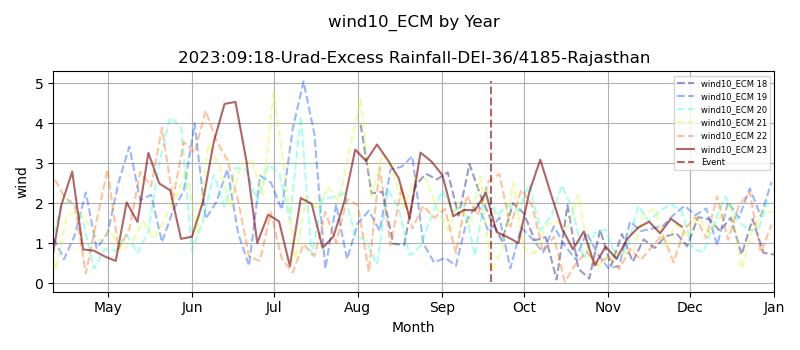 wind10_ECM by Year
2023:09:18-Urad-Excess Rainfall-DEI-36/4185-Rajasthan
wind
5
4
3
2
1
0
wind10_ECM 18
wind10_ECM 19
wind10_ECM 20
wind10_ECM 21
wind10_ECM 22
wind10_ECM 23
Event
May Jun Jul Aug Sep Oct Nov Dec Jan
Month